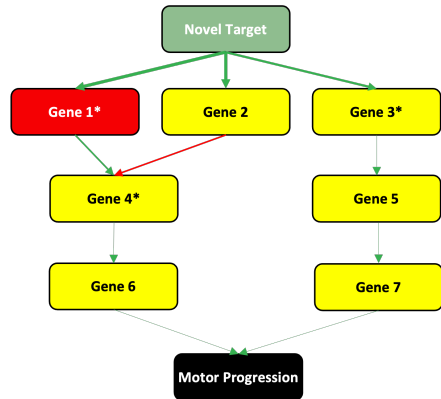 Novel Target
Gene 1*
Gene 2
Gene 3*
Gene 4*
Gene 5
Gene 6
Gene 7
Motor Progression